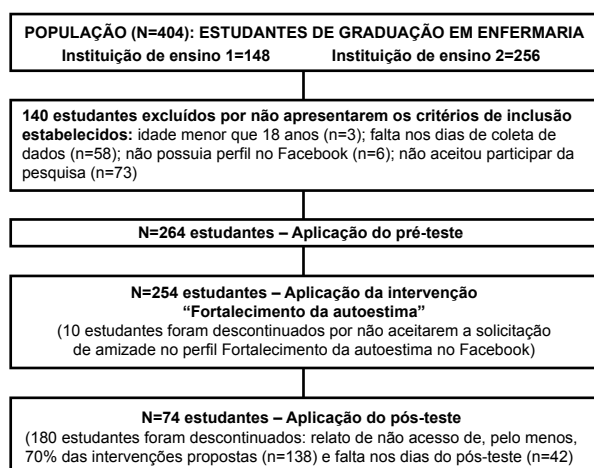 POPULAÇÃO (N=404): ESTUDANTES DE GRADUAÇÃO EM ENFERMARIA
Instituição de ensino 1=148 Instituição de ensino 2=256
140 estudantes excluídos por não apresentarem os critérios de inclusão
estabelecidos: idade menor que 18 anos (n=3); falta nos dias de coleta de
dados (n=58); não possuia perfil no Facebook (n=6); não aceitou participar da
pesquisa (n=73)
N=264 estudantes – Aplicação do pré-teste
N=254 estudantes – Aplicação da intervenção
“Fortalecimento da autoestima”
(10 estudantes foram descontinuados por não aceitarem a solicitação
de amizade no perfil Fortalecimento da autoestima no Facebook)
N=74 estudantes – Aplicação do pós-teste
(180 estudantes foram descontinuados: relato de não acesso de, pelo menos,
70% das intervenções propostas (n=138) e falta nos dias do pós-teste (n=42)